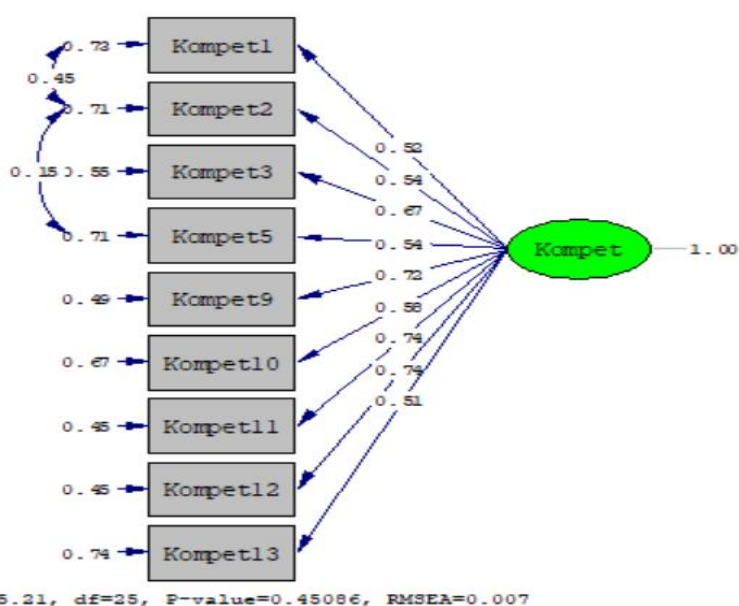 0.73 Kompet1
0.45
0.71 Kompet2
0.52
0.54
0.15 0.55 Kompet3
0.67
0.71 Kompet5
0.54
Kompet 1.00
0.72
0.49 Kompet9
0.56
0.74
0.67 Kompet10
0.74
0.51
0.45 Kompet11
0.45 Kompet12
0.74 Kompet13
5.21, df=25, P-value=0.45086, RMSEA=0.007